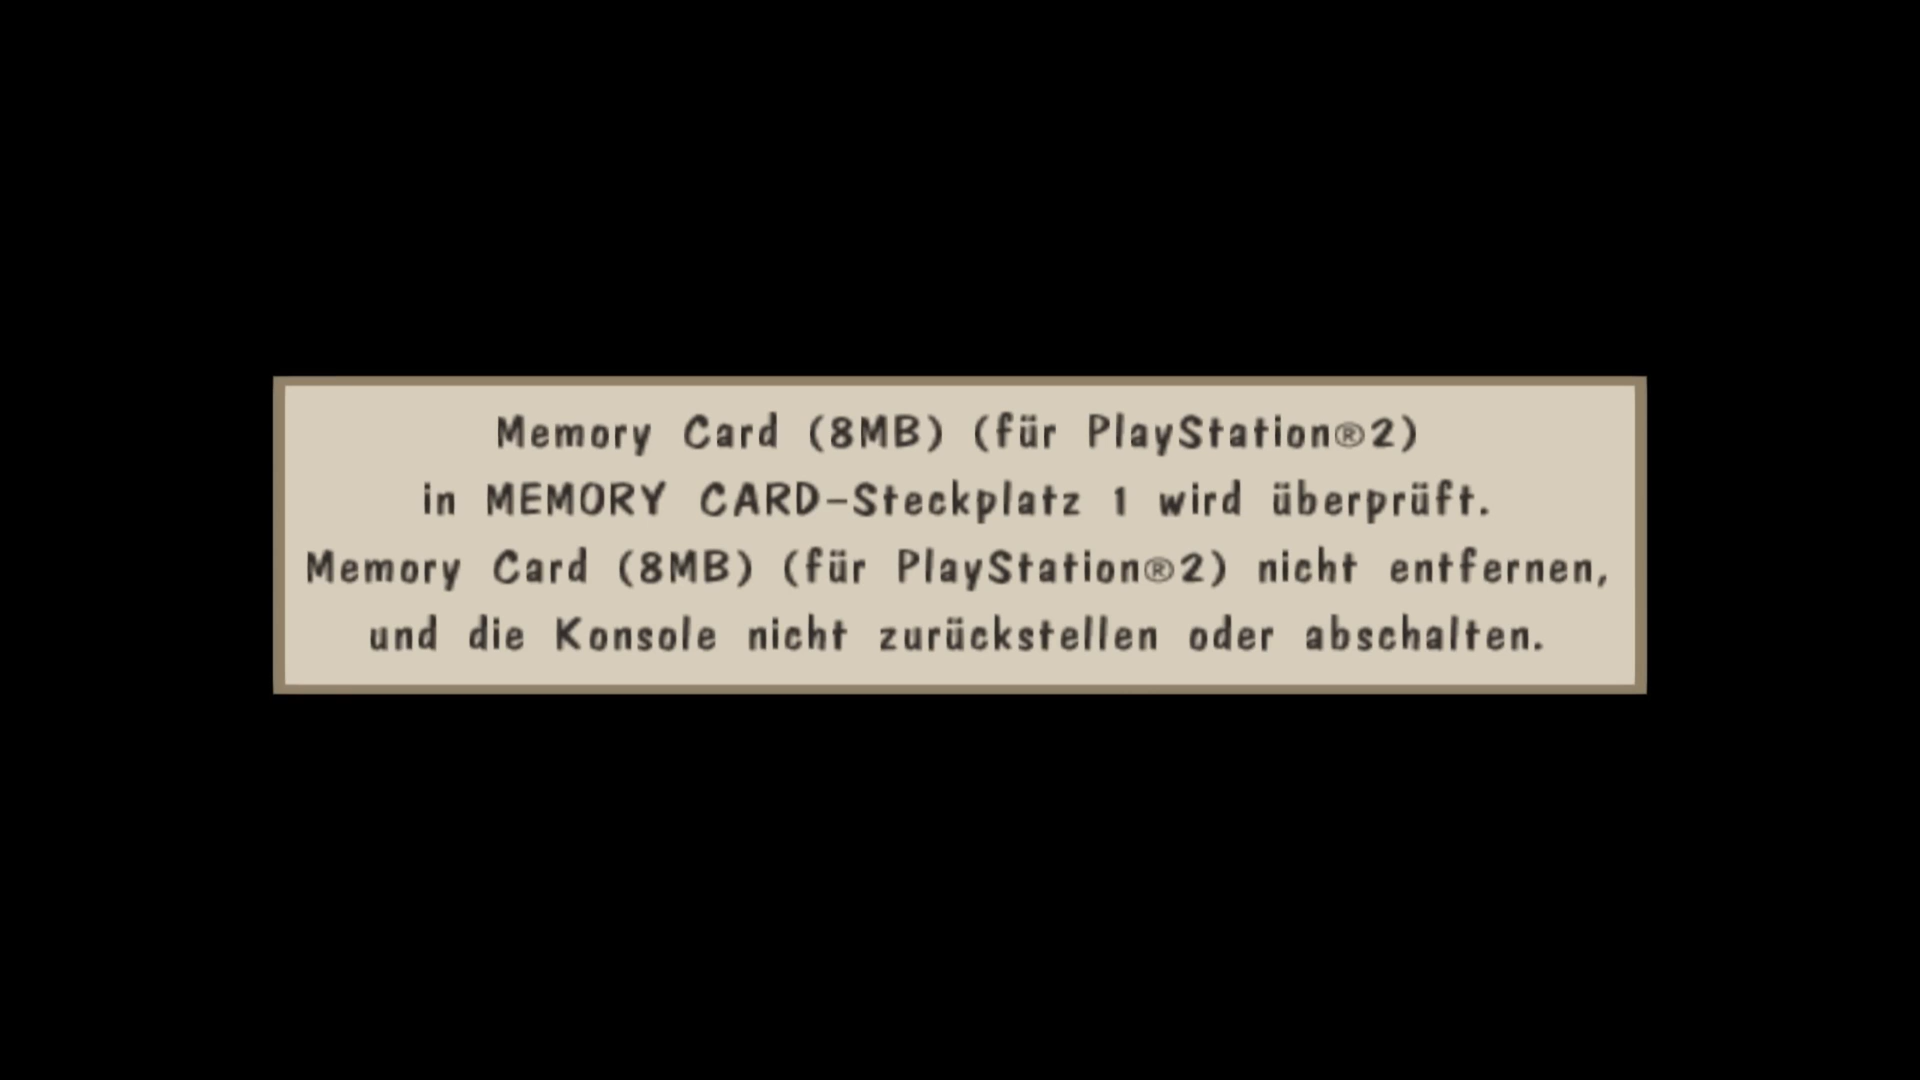 Memory Card (8MB) (für PlayStation®2)
in MEMORY CARD-Steckplatz 1 wird überprüft.
Memory Card (8MB) (für PlayStation®2) nicht entfernen,
und die Konsole nicht zurückstellen oder abschalten.